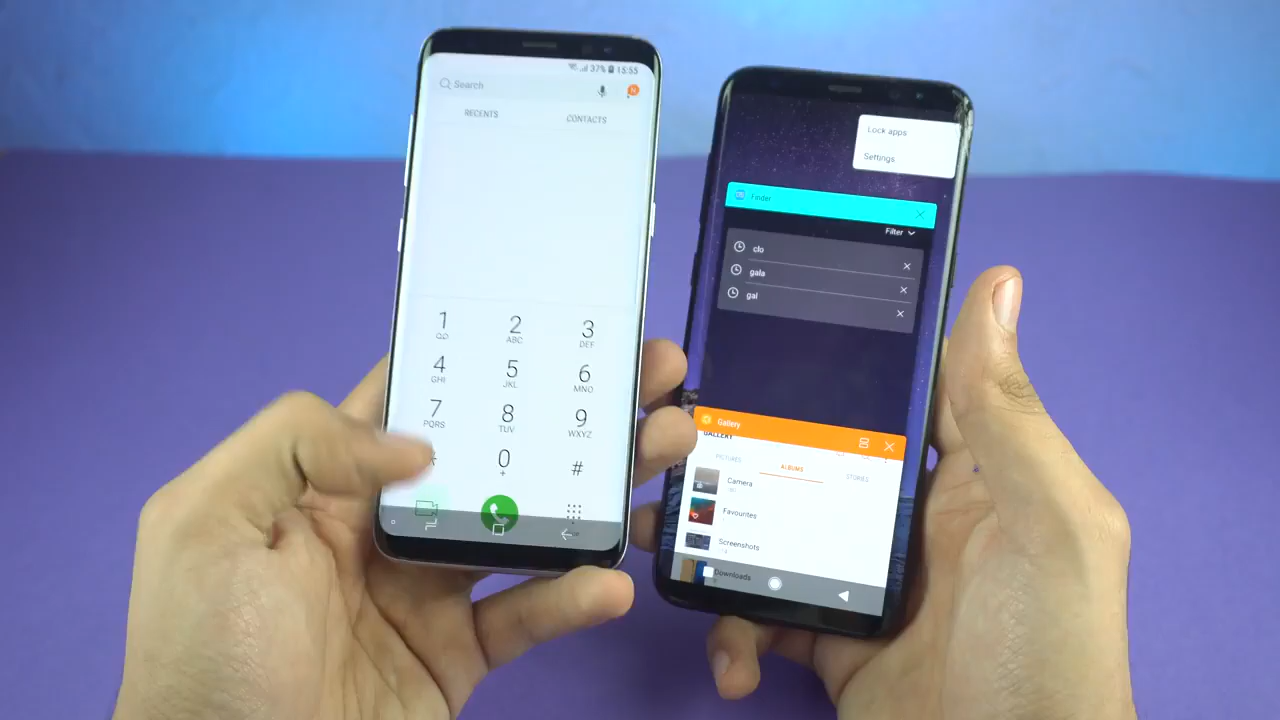 37% 15:55
Search
N
RECENTS CONTACTS
1 2 3
ABC DEF
4 5 6
GHI JKL MNO
7 8 9
PQRS TUV WXYZ
0 #
+
Lock apps
Settings
Finder
Filter
clo
gala
gal
Gallery
GALLERY
PICTURES ALBUMS STORIES
Camera
Favourites
Screenshots
Downloads